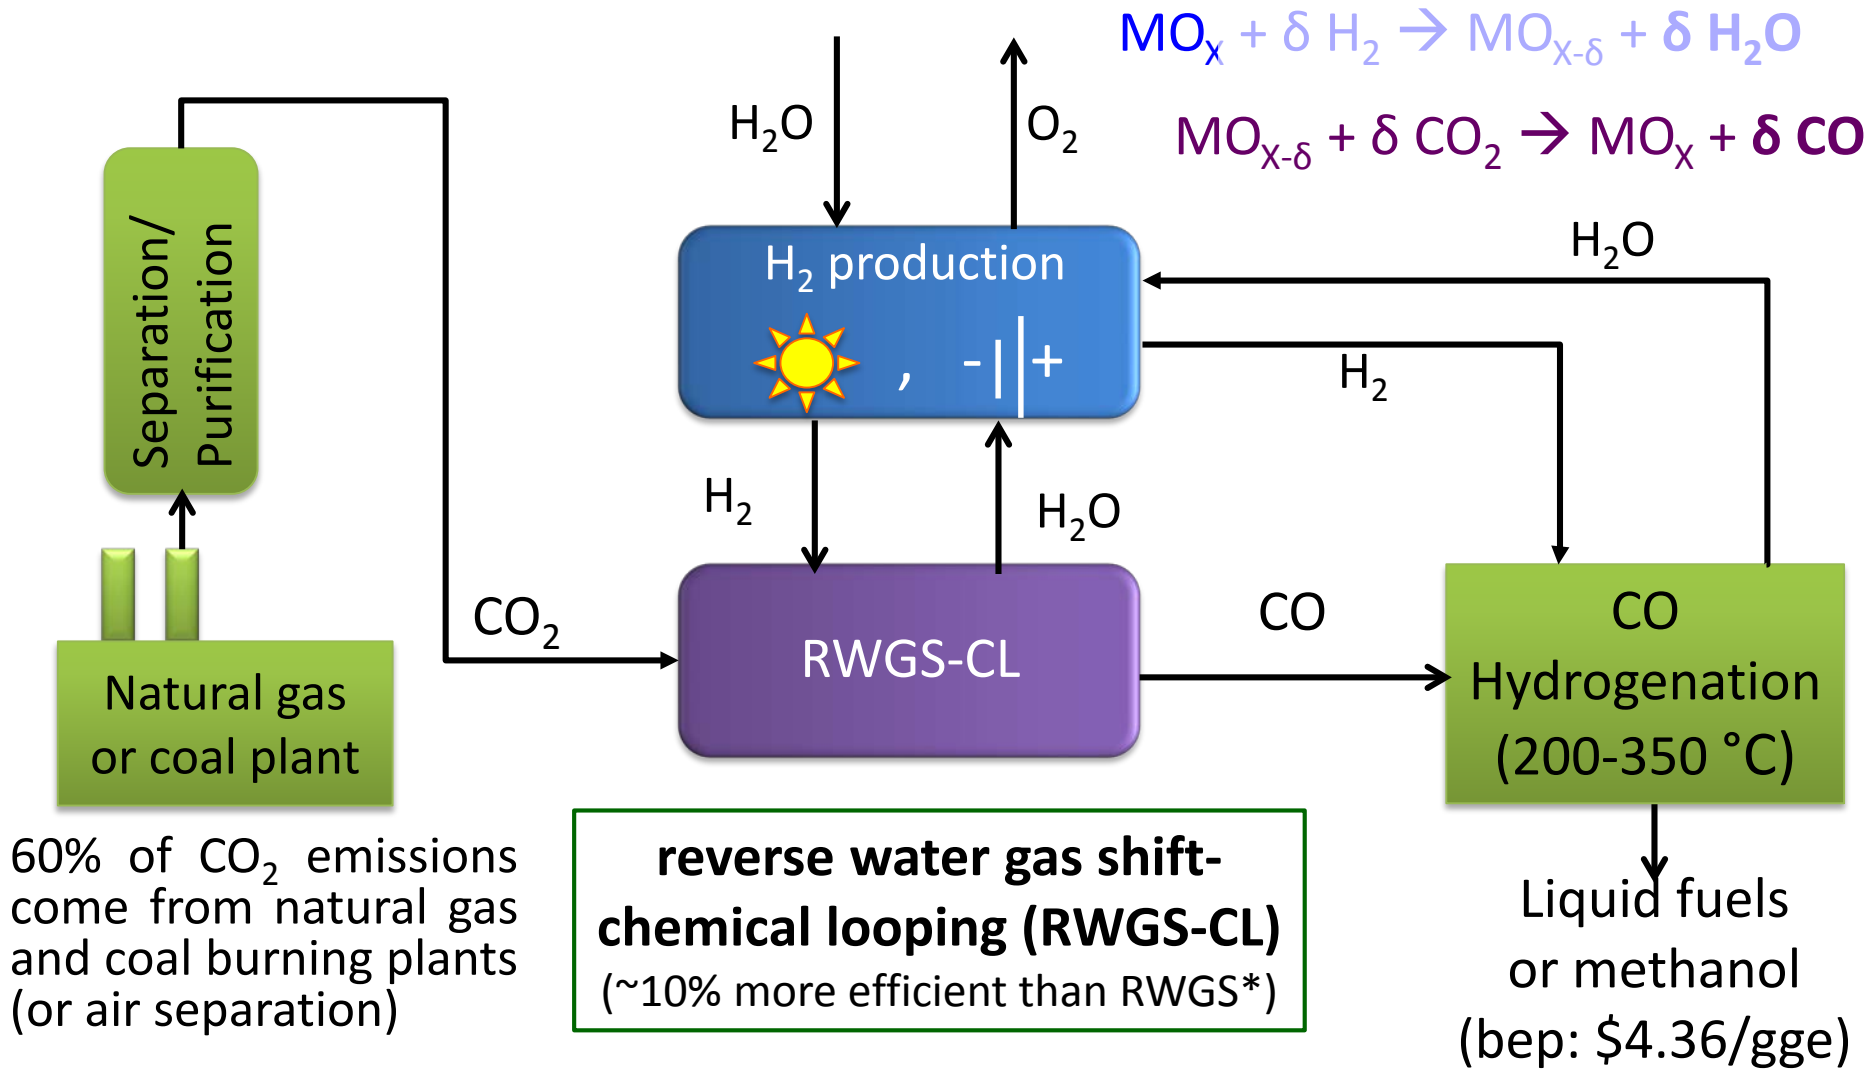 MOX + δ H2 → MOX-δ + δ H2O
MOX-δ + δ CO2 → MOX + δ CO
H2O
O2
Separation/
Purification
H2 production
, -||+
H2O
H2
H2
H2O
CO2
RWGS-CL
CO
CO
Hydrogenation
(200-350 °C)
Natural gas
or coal plant
60% of CO2 emissions
come from natural gas
and coal burning plants
(or air separation)
reverse water gas shift-
chemical looping (RWGS-CL)
(~10% more efficient than RWGS*)
Liquid fuels
or methanol
(bep: $4.36/gge)